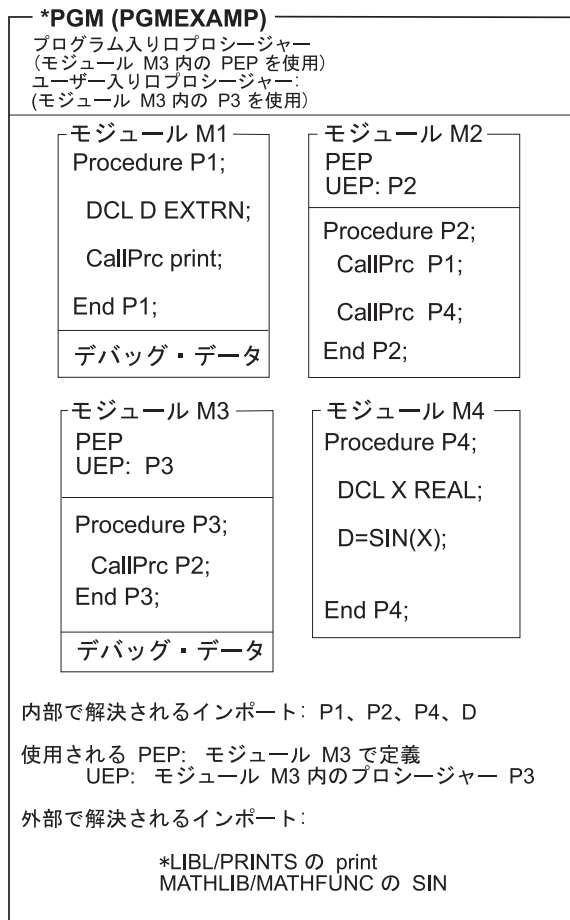 *PGM (PGMEXAMP)
プログラム入り口プロシージャー
(モジュール M3 内の PEP を使用)
ユーザー入り口プロシージャー:
(モジュール M3 内の P3 を使用)
モジュール M1
Procedure P1;
DCL D EXTRN;
CallPrc print;
End P1;
デバッグ・データ
モジュール M2
PEP
UEP: P2
Procedure P2;
CallPrc P1;
CallPrc P4;
End P2;
モジュール M3
PEP
UEP: P3
Procedure P3;
CallPrc P2;
End P3;
デバッグ・データ
モジュール M4
Procedure P4;
DCL X REAL;
D=SIN(X);
End P4;
内部で解決されるインポート: P1、P2、P4、D
使用される PEP: モジュール M3 で定義
UEP: モジュール M3 内のプロシージャー P3
外部で解決されるインポート:
*LIBL/PRINTS の print
MATHLIB/MATHFUNC の SIN